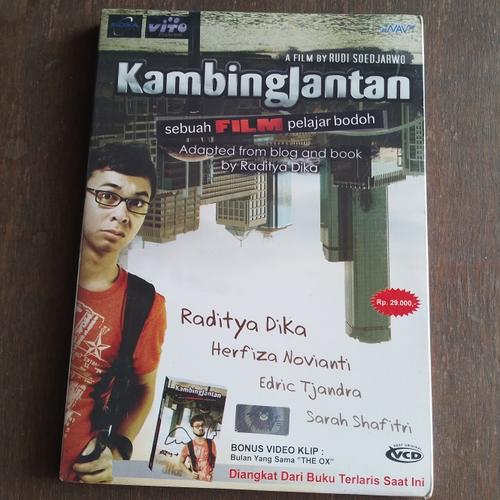 VITO
NAV
A FILM BY RUDI SOEDJARWO
KambingJantan
sebuah FILM pelajar bodoh
Adapted from blog and book
by Raditya Dika
Rp. 29.000,-
Raditya Dika
Herfiza Novianti
Edric Tjandra
Sarah Shafitri
KambingJantan
BONUS VIDEO KLIP :
Bulan Yang Sama "THE OX"
VCD
Diangkat Dari Buku Terlaris Saat Ini